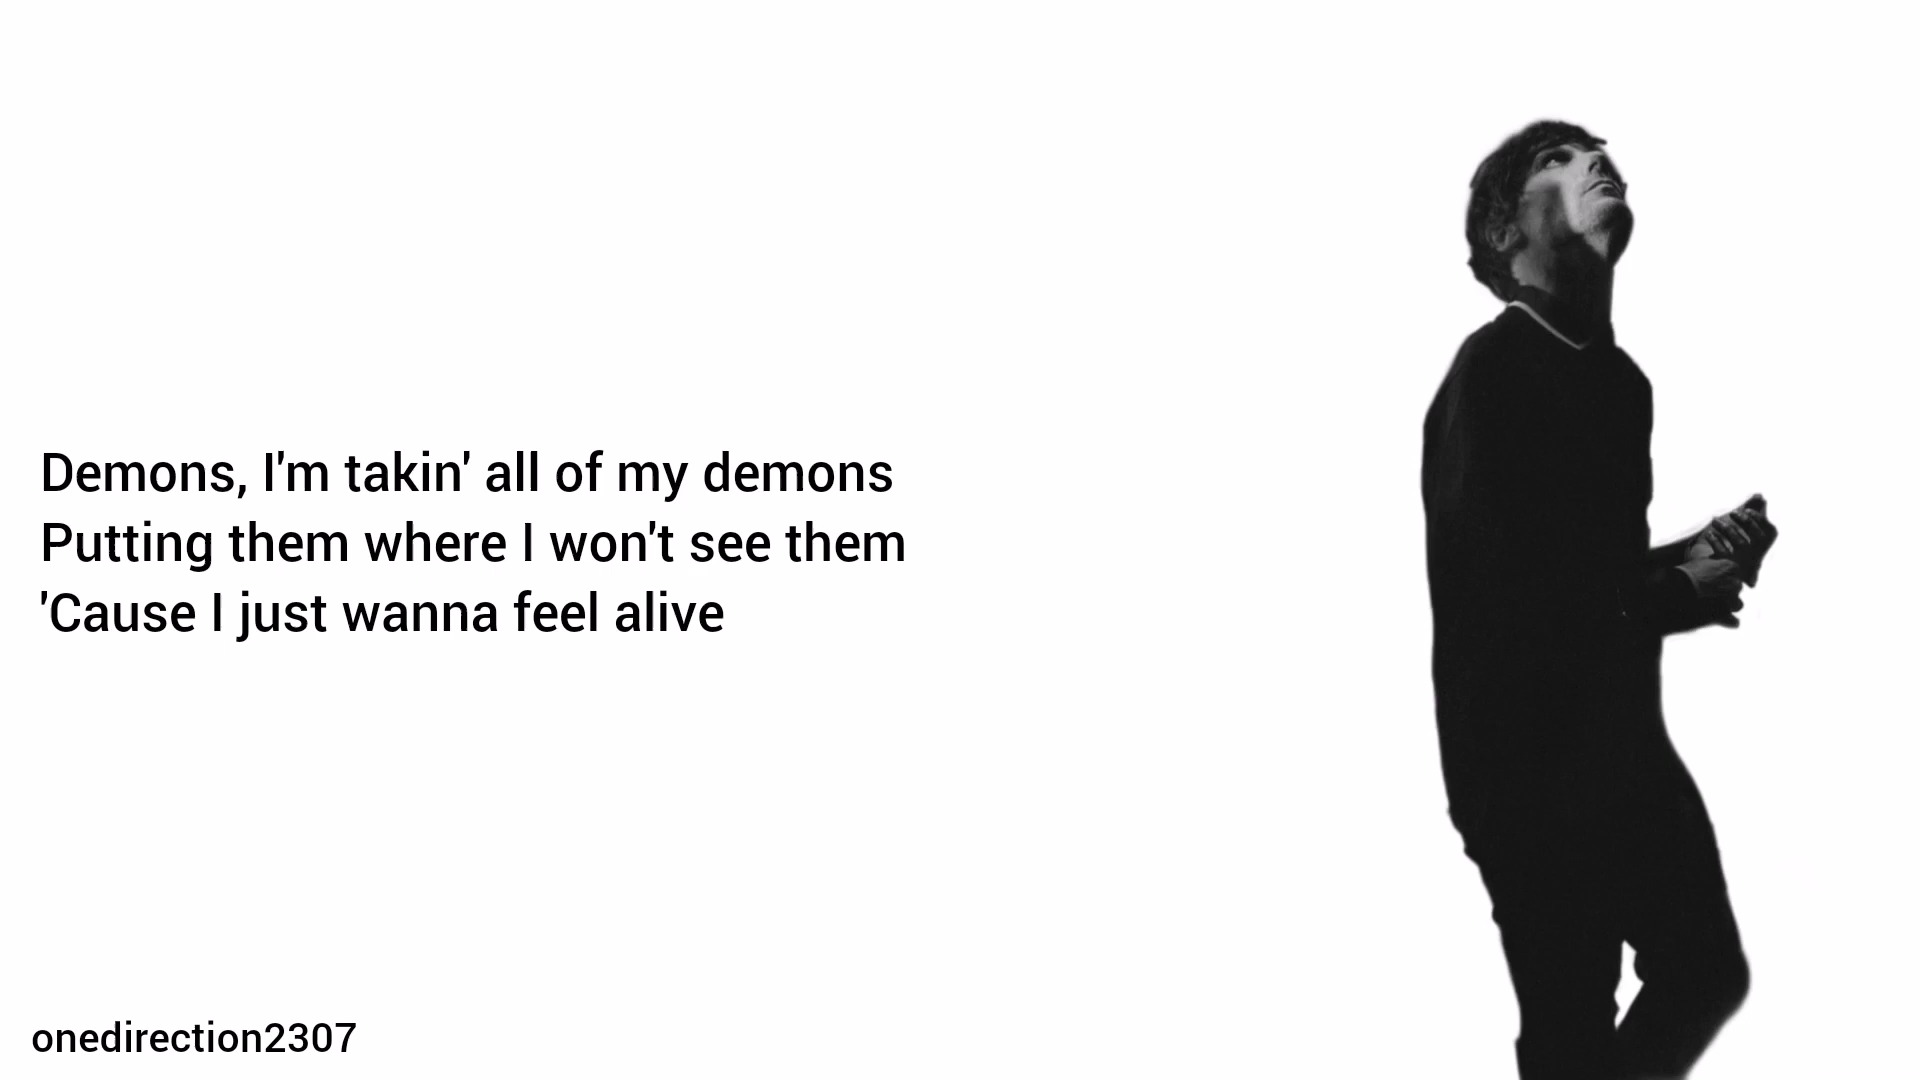 Demons, I'm takin' all of my demons
Putting them where I won't see them
'Cause I just wanna feel alive
onedirection2307